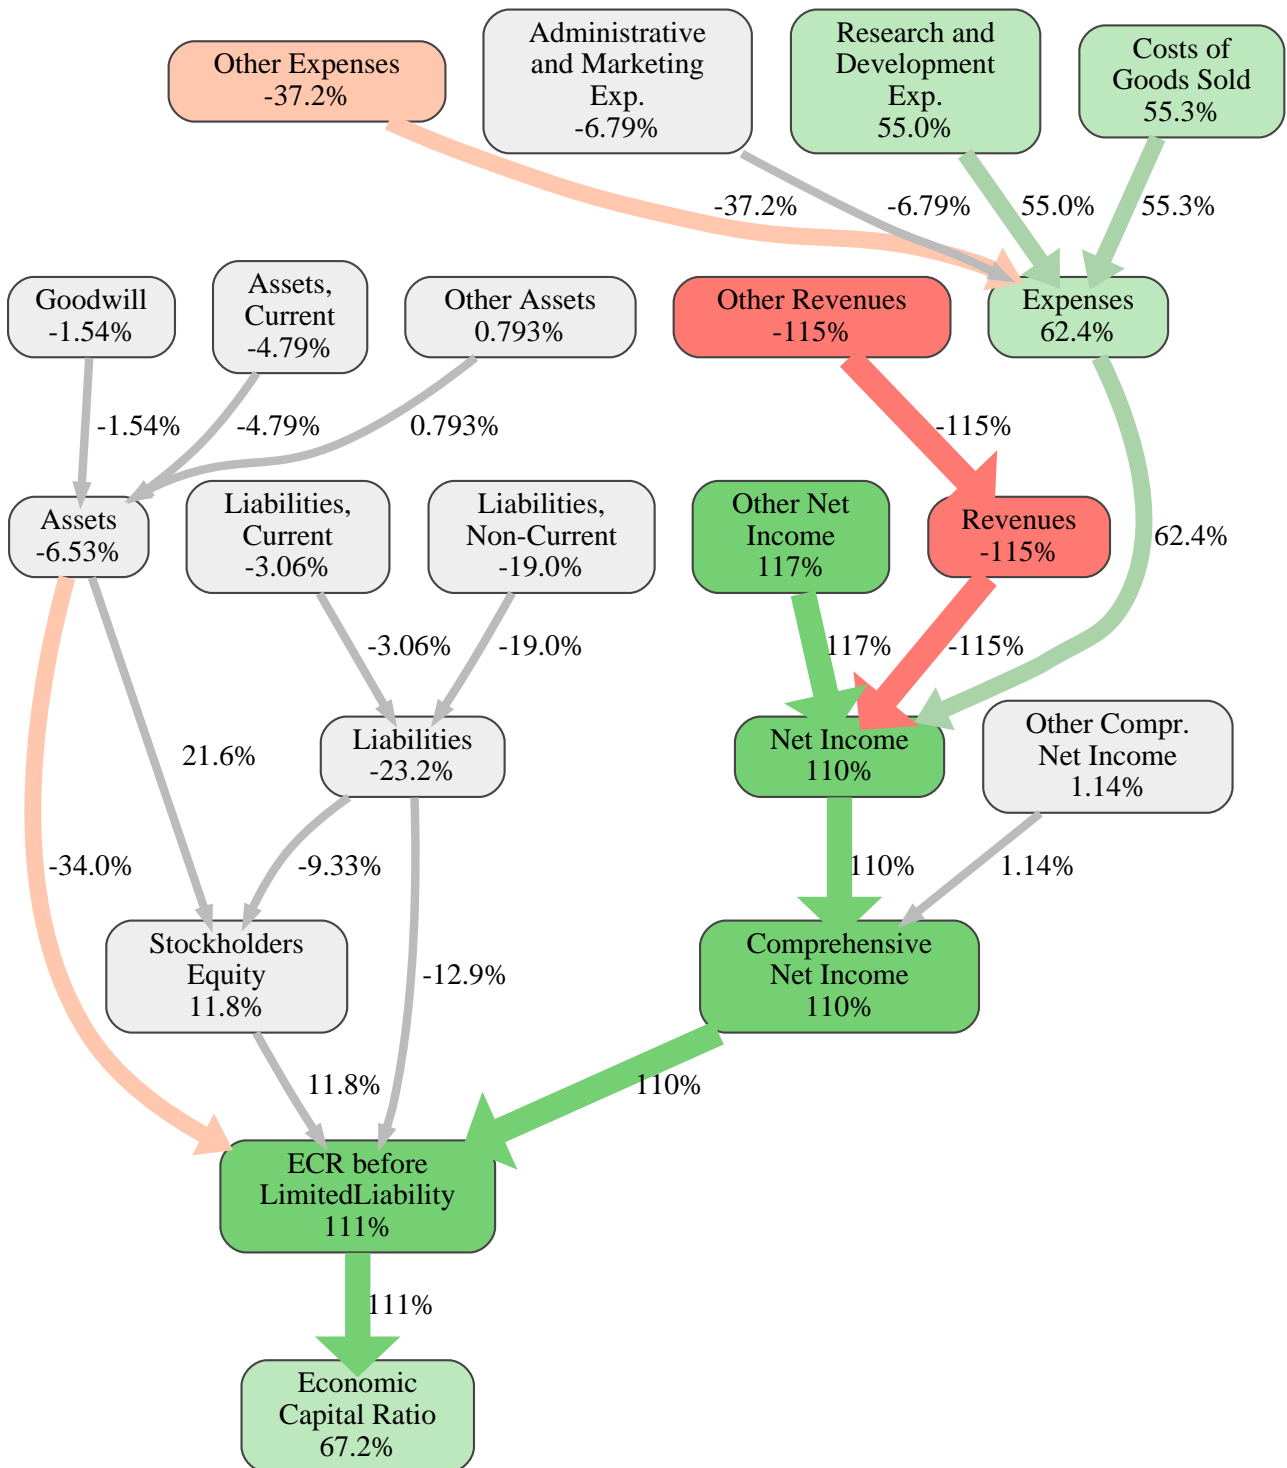 Other Expenses
-37.2%
Administrative
and Marketing
Exp.
-6.79%
Research and
Development
Exp.
55.0%
Costs of
Goods Sold
55.3%
-37.2%
-6.79%
55.0%
55.3%
Goodwill
-1.54%
Assets,
Current
-4.79%
Other Assets
0.793%
Other Revenues
-115%
Expenses
62.4%
-1.54%
-4.79%
0.793%
-115%
Assets
-6.53%
Liabilities,
Current
-3.06%
Liabilities,
Non-Current
-19.0%
Other Net
Income
117%
Revenues
-115%
62.4%
-3.06%
-19.0%
117%
-115%
21.6%
Liabilities
-23.2%
Net Income
110%
Other Compr.
Net Income
1.14%
-34.0%
-9.33%
110%
1.14%
Stockholders
Equity
11.8%
-12.9%
Comprehensive
Net Income
110%
11.8%
110%
ECR before
LimitedLiability
111%
111%
Economic
Capital Ratio
67.2%